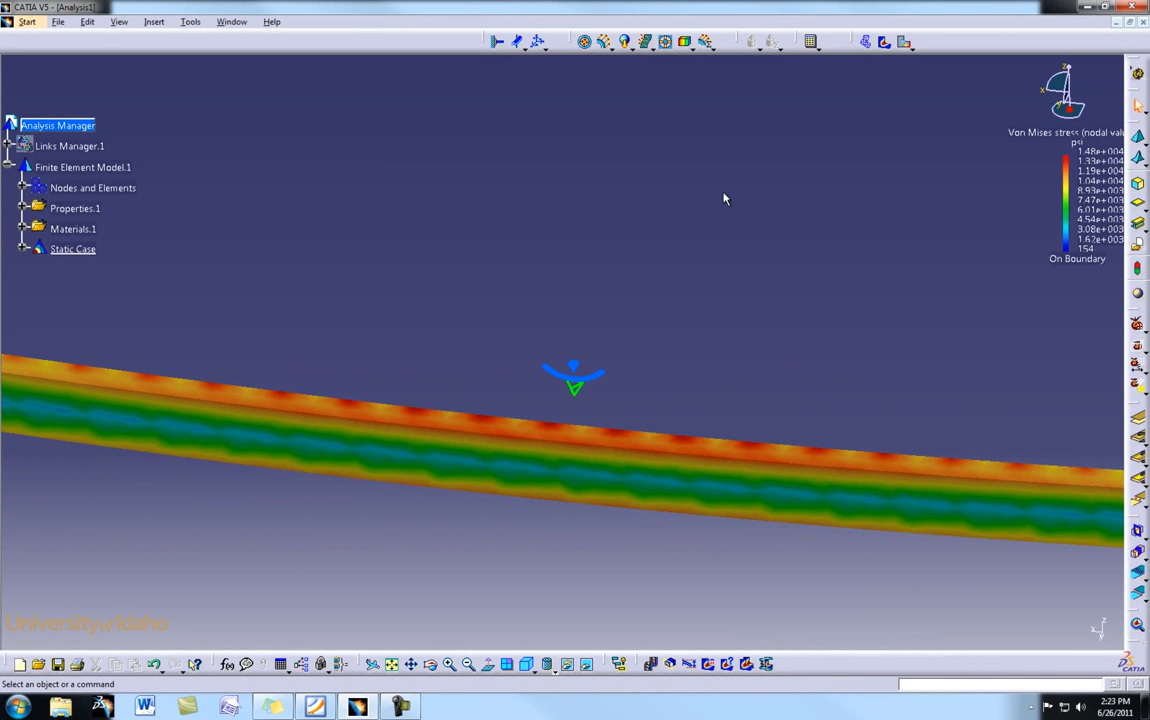 CATIA V5 - [Analysis1]
Start File Edit View Insert Tools Window Help
Analysis Manager
Links Manager.1
Finite Element Model.1
Nodes and Elements
Properties.1
Materials.1
Static Case
z
x
y
Von Mises stress (nodal valu
psi
1.48e+004
1.33e+004
1.19e+004
1.04e+004
8.93e+003
7.47e+003
6.01e+003
4.54e+003
3.08e+003
1.62e+003
154
On Boundary
University of Idaho
z
x
y
f(x)
CATIA
Select an object or a command
2:23 PM
6/26/2011